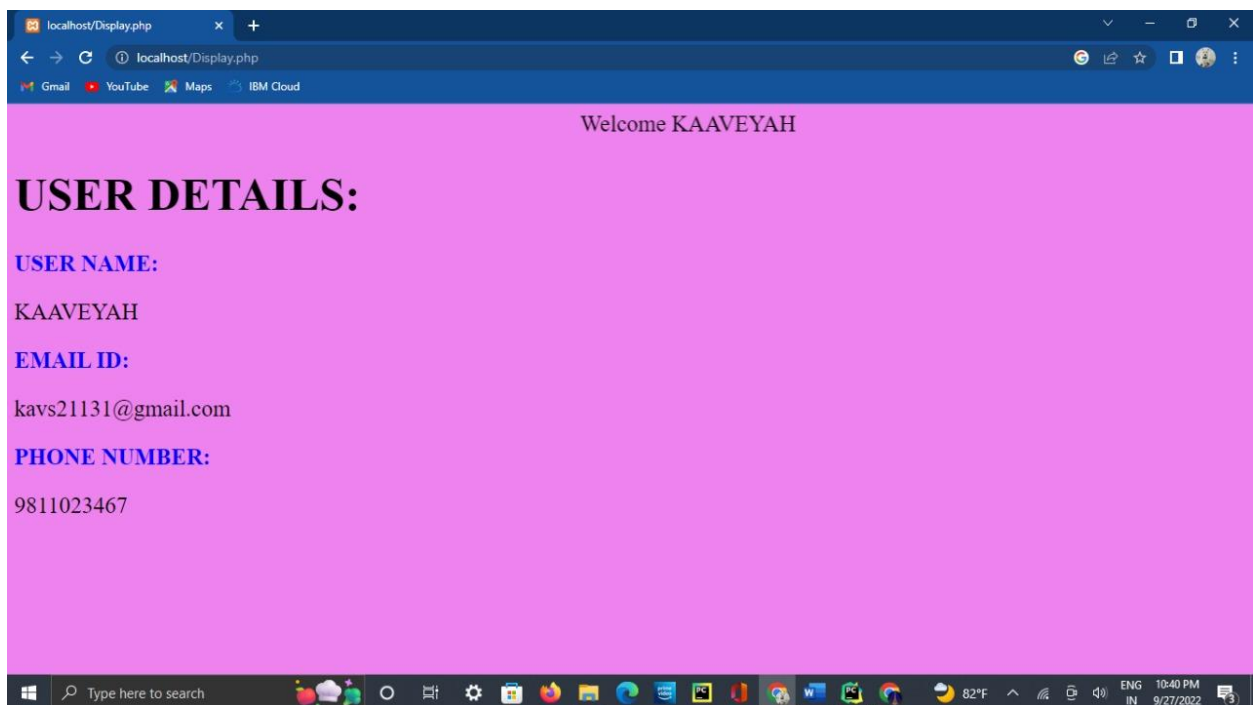 localhost/Display.php
localhost/Display.php
Gmail YouTube Maps IBM Cloud
Welcome KAAVEYAH
USER DETAILS:
USER NAME:
KAAVEYAH
EMAIL ID:
kavs21131@gmail.com
PHONE NUMBER:
9811023467
Type here to search
82°F
ENG
IN
10:40 PM
9/27/2022